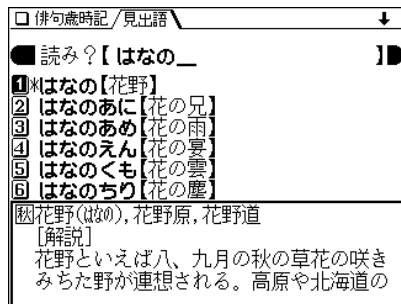 俳句歳時記/見出語
読み?【はなの＿ 】
1※はなの【花野】
2 はなのあに【花の兄】
3 はなのあめ【花の雨】
4 はなのえん【花の宴】
5 はなのくも【花の雲】
6 はなのちり【花の塵】
秋花野(はなの),花野原,花野道
[解説]
花野といえば八、九月の秋の草花の咲き
みちた野が連想される。高原や北海道の